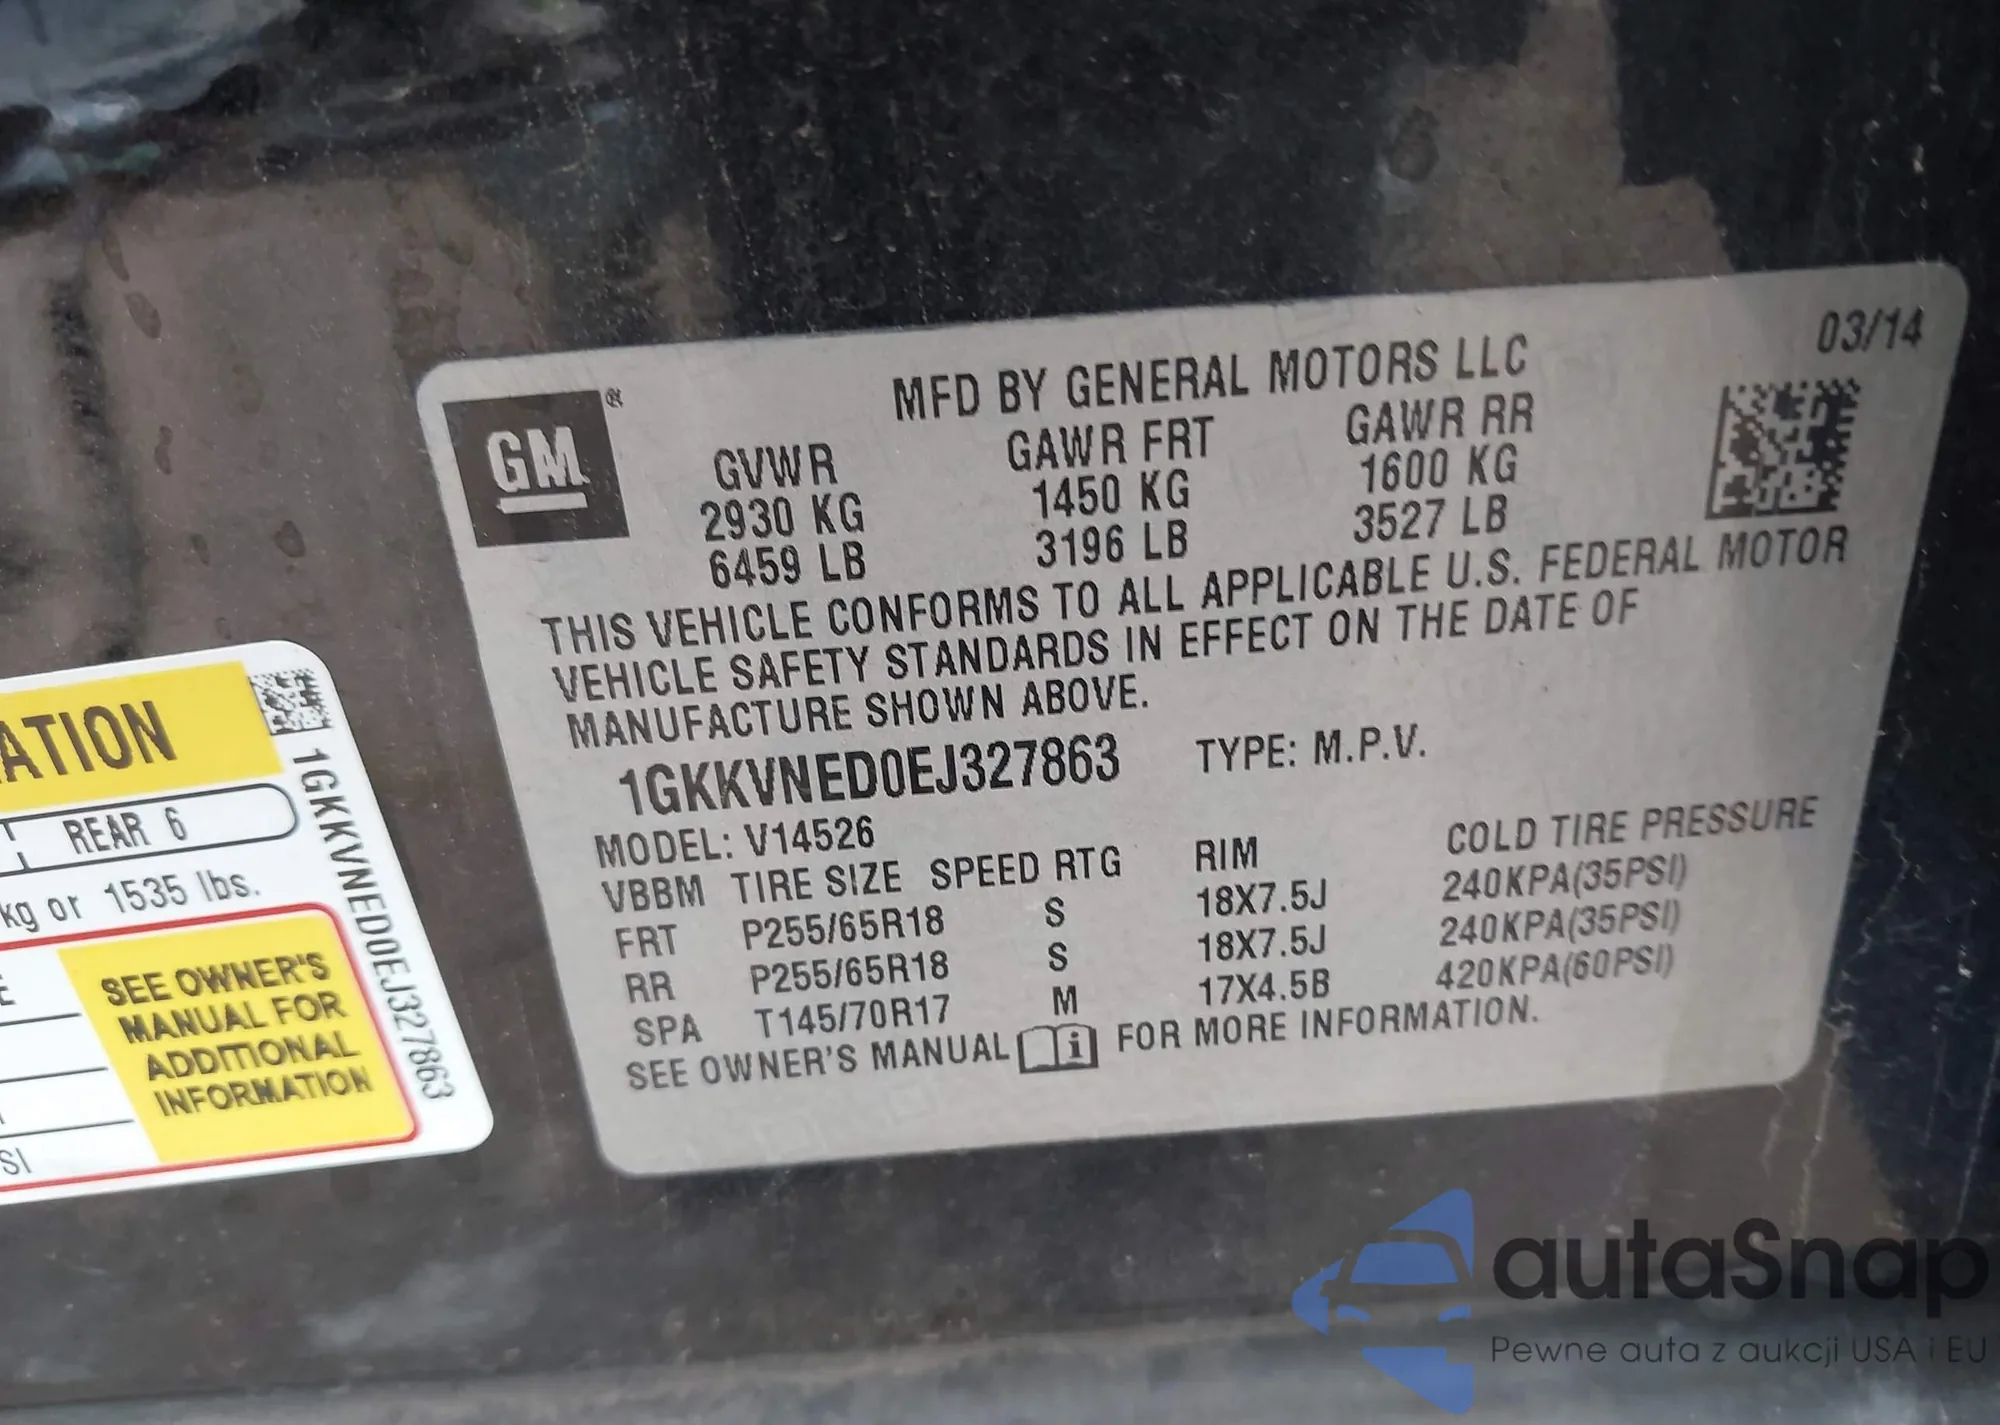 03/14
MFD BY GENERAL MOTORS LLC
GM ®
GVWR GAWR FRT GAWR RR
2930 KG 1450 KG 1600 KG
6459 LB 3196 LB 3527 LB
THIS VEHICLE CONFORMS TO ALL APPLICABLE U.S. FEDERAL MOTOR
VEHICLE SAFETY STANDARDS IN EFFECT ON THE DATE OF
MANUFACTURE SHOWN ABOVE.
1GKKVNED0EJ327863 TYPE: M.P.V.
MODEL: V14526
VBBM TIRE SIZE SPEED RTG RIM COLD TIRE PRESSURE
FRT P255/65R18 S 18X7.5J 240KPA(35PSI)
RR P255/65R18 S 18X7.5J 240KPA(35PSI)
SPA T145/70R17 M 17X4.5B 420KPA(60PSI)
SEE OWNER'S MANUAL i FOR MORE INFORMATION.
ATION
REAR 6
kg or 1535 lbs.
SEE OWNER'S
MANUAL FOR
ADDITIONAL
INFORMATION
1GKKVNED0EJ327863
E
SI
autaSnap
Pewne auta z aukcji USA i EU